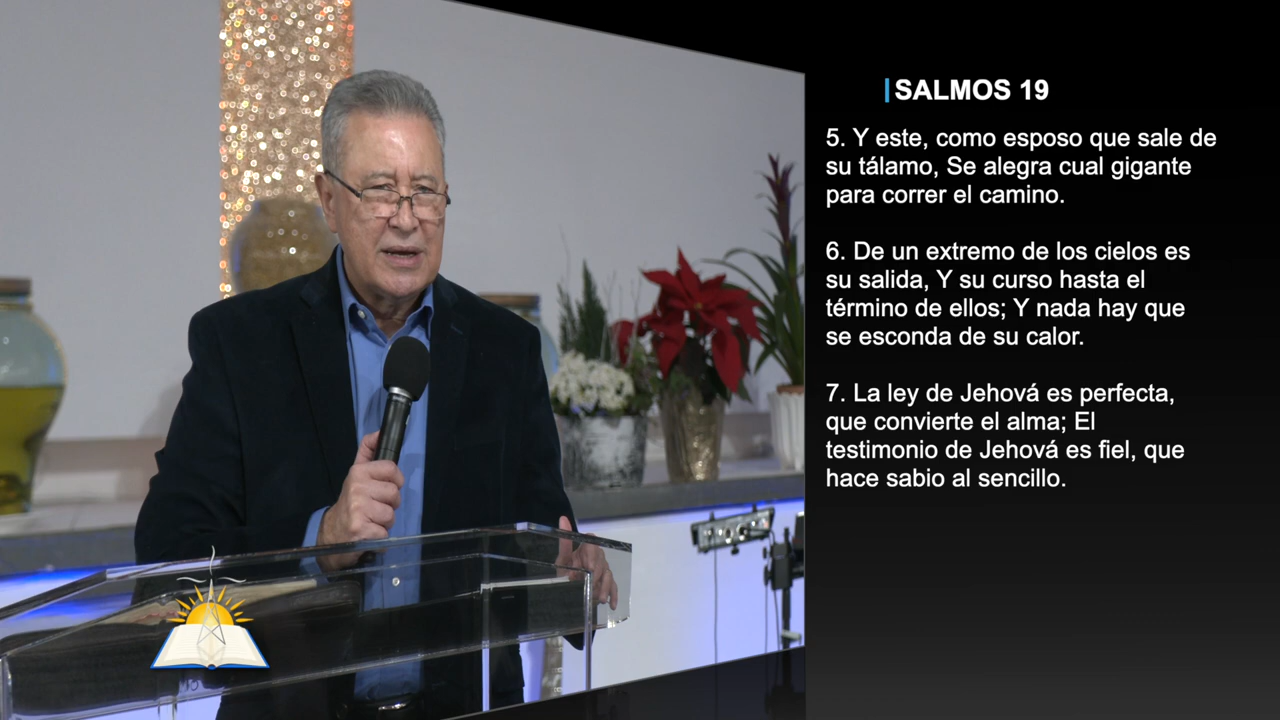 SALMOS 19
5. Y este, como esposo que sale de
su tálamo, Se alegra cual gigante
para correr el camino.
6. De un extremo de los cielos es
su salida, Y su curso hasta el
término de ellos; Y nada hay que
se esconda de su calor.
7. La ley de Jehová es perfecta,
que convierte el alma; El
testimonio de Jehová es fiel, que
hace sabio al sencillo.